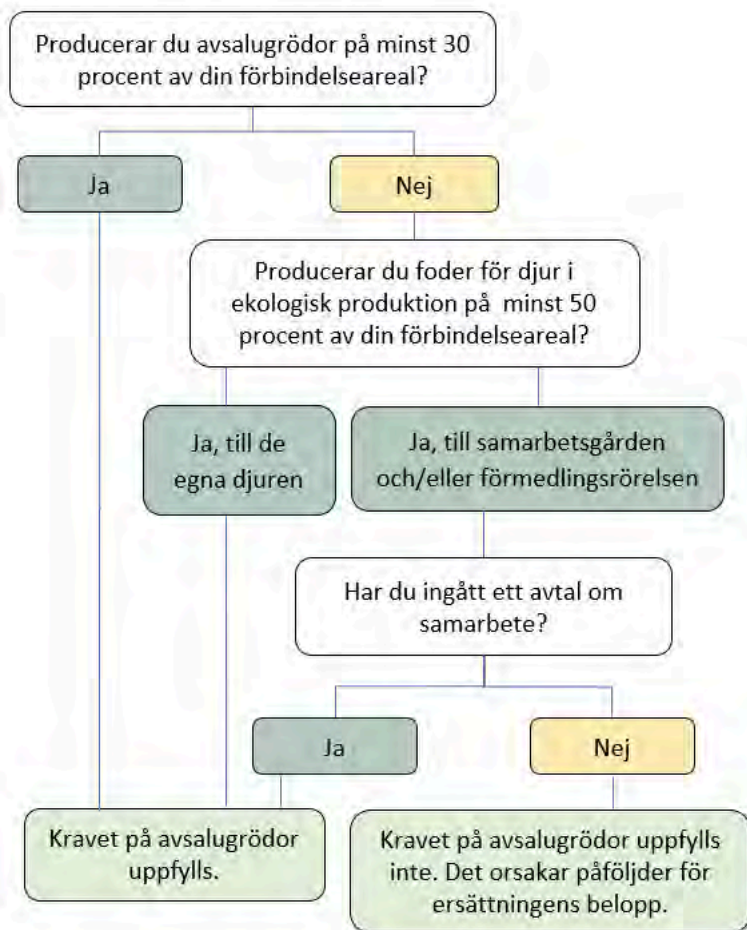 Producerar du avsalugrödor på minst 30
procent av din förbindelseareal?
Ja
Nej
Producerar du foder för djur i
ekologisk produktion på minst 50
procent av din förbindelseareal?
Ja, till de
egna djuren
Ja, till samarbetsgården
och/eller förmedlingsrörelsen
Har du ingått ett avtal om
samarbete?
Ja
Nej
Kravet på avsalugrödor
uppfylls.
Kravet på avsalugrödor uppfylls
inte. Det orsakar påföljder för
ersättningens belopp.